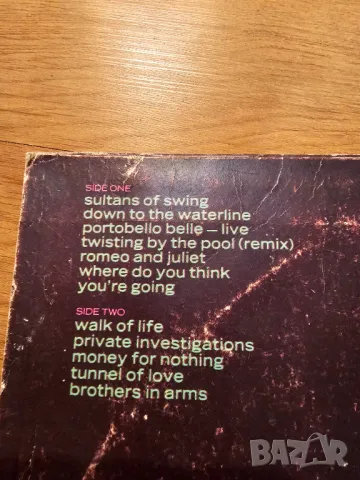 SIDE ONE
sultans of swing
down to the waterline
portobello belle – live
twisting by the pool (remix)
romeo and juliet
where do you think
you're going
SIDE TWO
walk of life
private investigations
money for nothing
tunnel of love
brothers in arms
BAZAR